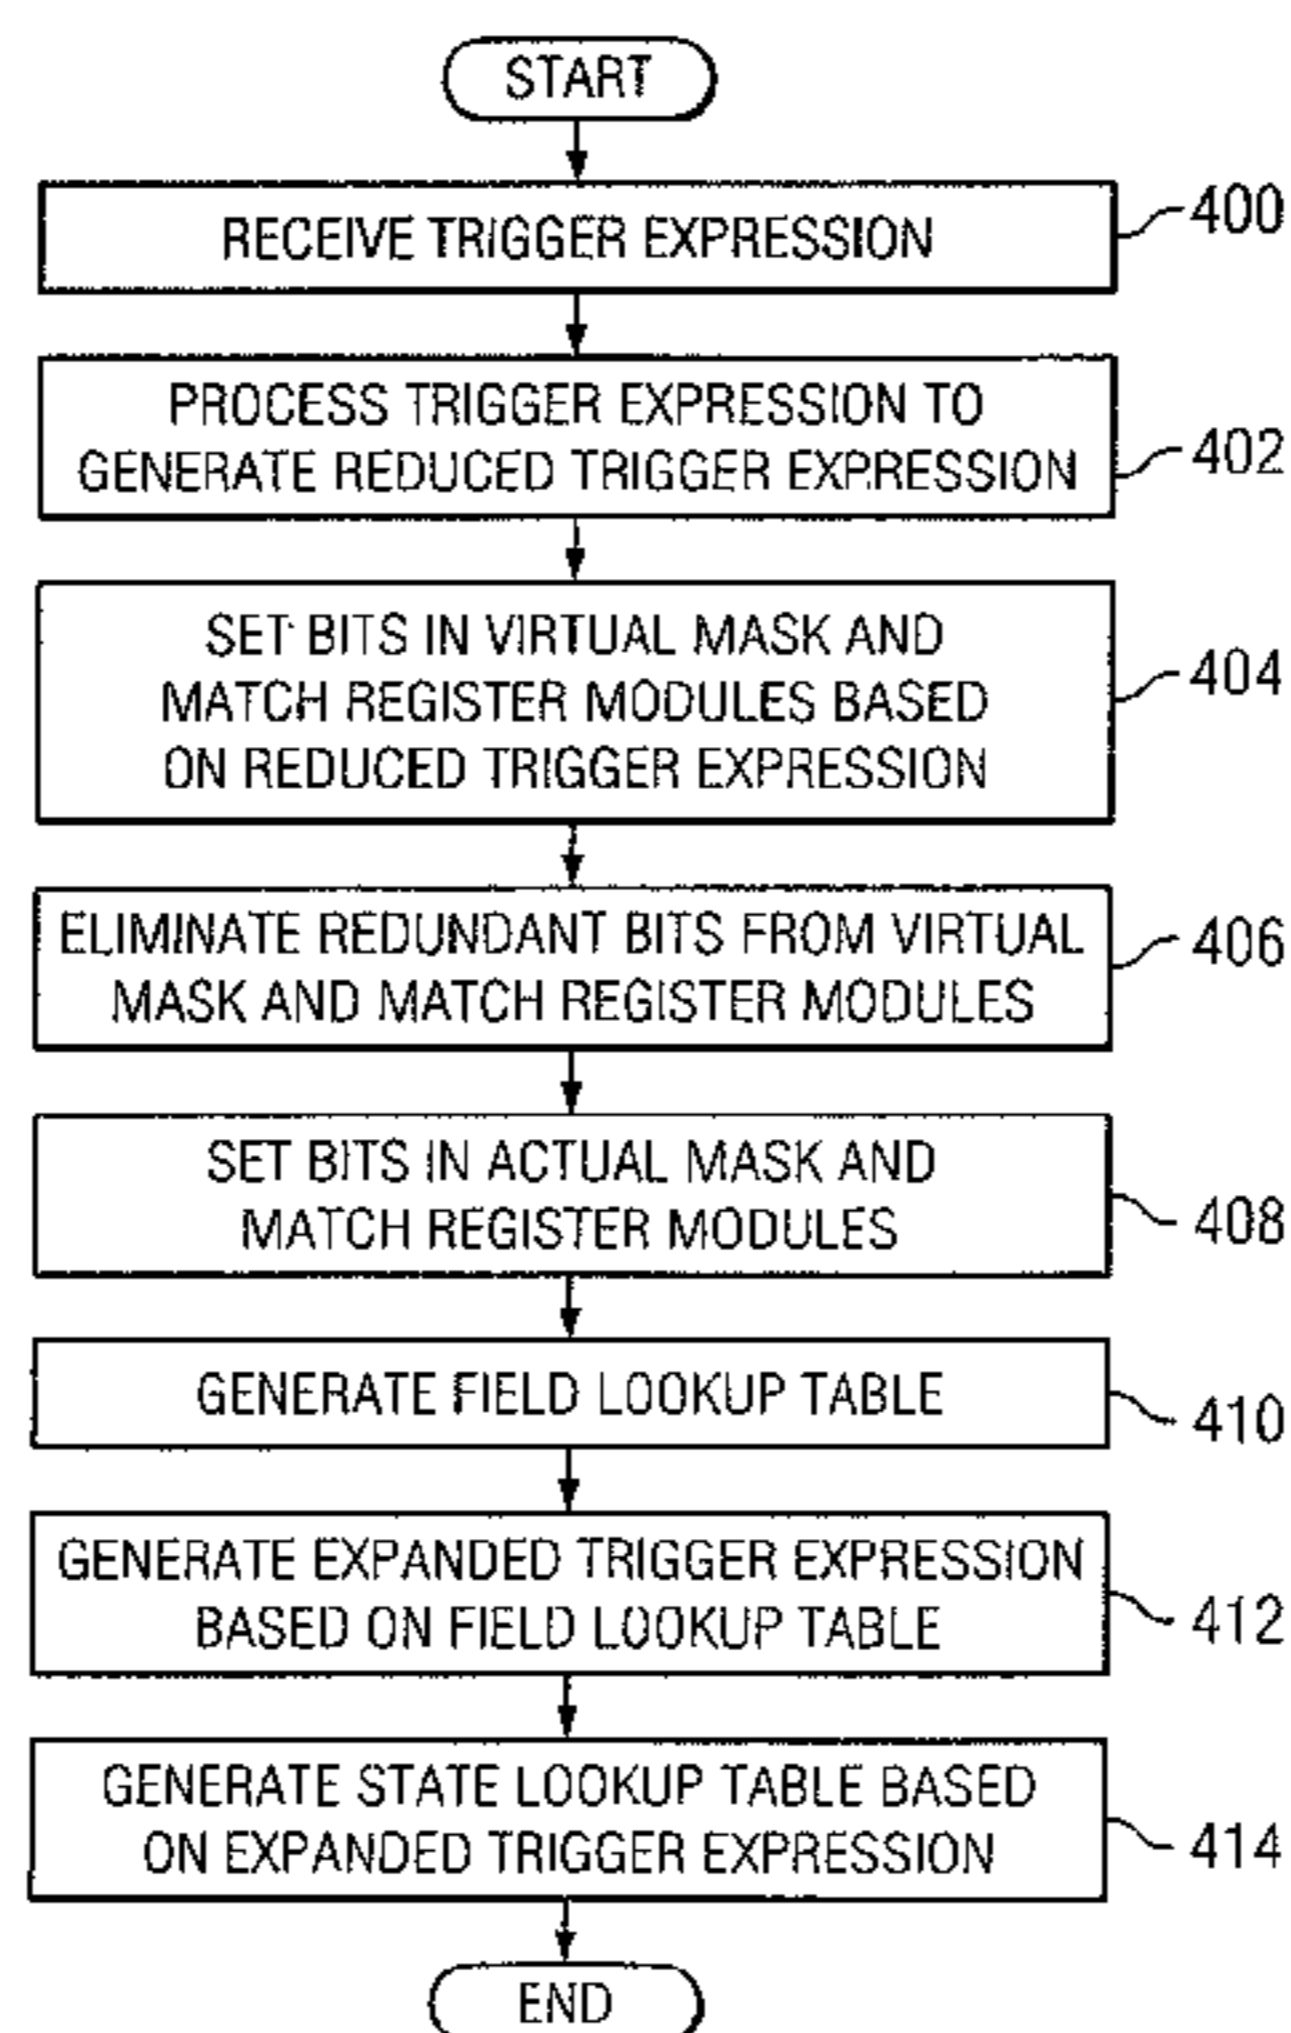 START
RECEIVE TRIGGER EXPRESSION
400
PROCESS TRIGGER EXPRESSION TO
GENERATE REDUCED TRIGGER EXPRESSION
402
SET BITS IN VIRTUAL MASK AND
MATCH REGISTER MODULES BASED
ON REDUCED TRIGGER EXPRESSION
404
ELIMINATE REDUNDANT BITS FROM VIRTUAL
MASK AND MATCH REGISTER MODULES
406
SET BITS IN ACTUAL MASK AND
MATCH REGISTER MODULES
408
GENERATE FIELD LOOKUP TABLE
410
GENERATE EXPANDED TRIGGER EXPRESSION
BASED ON FIELD LOOKUP TABLE
412
GENERATE STATE LOOKUP TABLE BASED
ON EXPANDED TRIGGER EXPRESSION
414
END